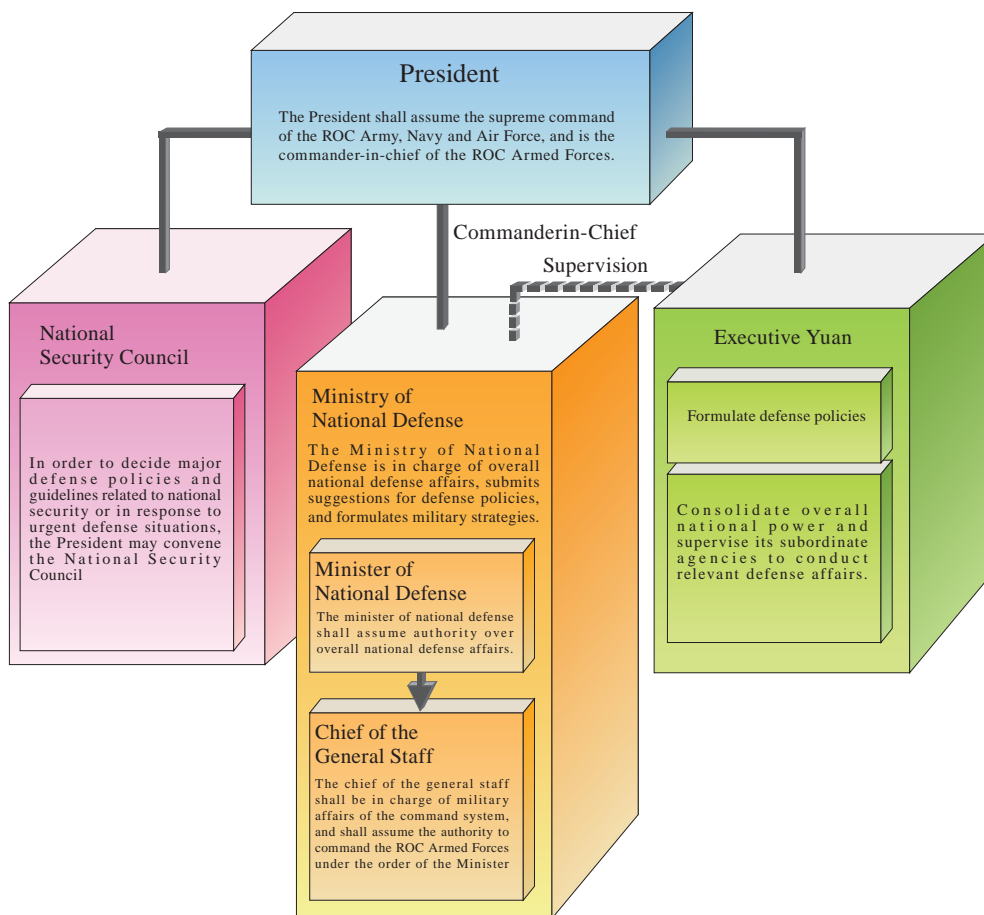 President
The President shall assume the supreme command
of the ROC Army, Navy and Air Force, and is the
commander-in-chief of the ROC Armed Forces.
Commanderin-Chief
Supervision
National
Security Council
In order to decide major
defense policies and
guidelines related to national
security or in response to
urgent defense situations,
the President may convene
the National Security
Council
Ministry of
National Defense
The Ministry of National
Defense is in charge of overall
national defense affairs, submits
suggestions for defense policies,
and formulates military strategies.
Minister of
National Defense
The minister of national defense
shall assume authority over
overall national defense affairs.
Chief of the
General Staff
The chief of the general staff
shall be in charge of military
affairs of the command system,
and shall assume the authority to
command the ROC Armed Forces
under the order of the Minister
Executive Yuan
Formulate defense policies
Consolidate overall
national power and
supervise its subordinate
agencies to conduct
relevant defense affairs.